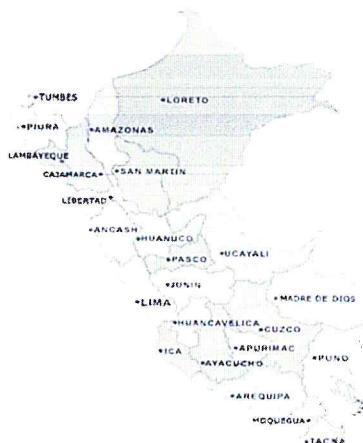 TUMBES
LORETO
PIURA
AMAZONAS
LAMBAYEQUE
CAJAMARCA
SAN MARTIN
LIBERTAD
ANCASH
HUANUCO
UCAYALI
PASCO
JUNIN
LIMA
MADRE DE DIOS
HUANCAVELICA
CUZCO
ICA
APURIMAC
PUNO
AYACUCHO
AREQUIPA
MOQUEGUA
TACNA